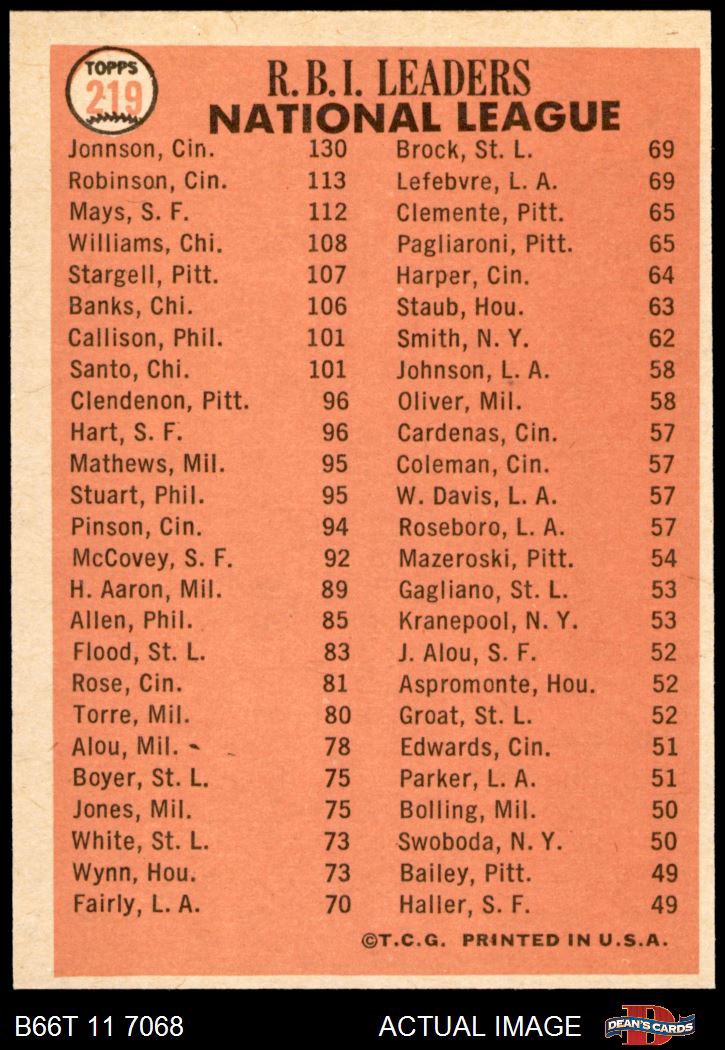 TOPPS
219
R.B.I. LEADERS
NATIONAL LEAGUE
Jonnson, Cin. 130
Robinson, Cin. 113
Mays, S. F. 112
Williams, Chi. 108
Stargell, Pitt. 107
Banks, Chi. 106
Callison, Phil. 101
Santo, Chi. 101
Clendenon, Pitt. 96
Hart, S. F. 96
Mathews, Mil. 95
Stuart, Phil. 95
Pinson, Cin. 94
McCovey, S. F. 92
H. Aaron, Mil. 89
Allen, Phil. 85
Flood, St. L. 83
Rose, Cin. 81
Torre, Mil. 80
Alou, Mil. 78
Boyer, St. L. 75
Jones, Mil. 75
White, St. L. 73
Wynn, Hou. 73
Fairly, L. A. 70
Brock, St. L. 69
Lefebvre, L. A. 69
Clemente, Pitt. 65
Pagliaroni, Pitt. 65
Harper, Cin. 64
Staub, Hou. 63
Smith, N. Y. 62
Johnson, L. A. 58
Oliver, Mil. 58
Cardenas, Cin. 57
Coleman, Cin. 57
W. Davis, L. A. 57
Roseboro, L. A. 57
Mazeroski, Pitt. 54
Gagliano, St. L. 53
Kranepool, N. Y. 53
J. Alou, S. F. 52
Aspromonte, Hou. 52
Groat, St. L. 52
Edwards, Cin. 51
Parker, L. A. 51
Bolling, Mil. 50
Swoboda, N. Y. 50
Bailey, Pitt. 49
Haller, S. F. 49
©T.C.G. PRINTED IN U.S.A.
B66T 11 7068
ACTUAL IMAGE
DEAN'S CARDS